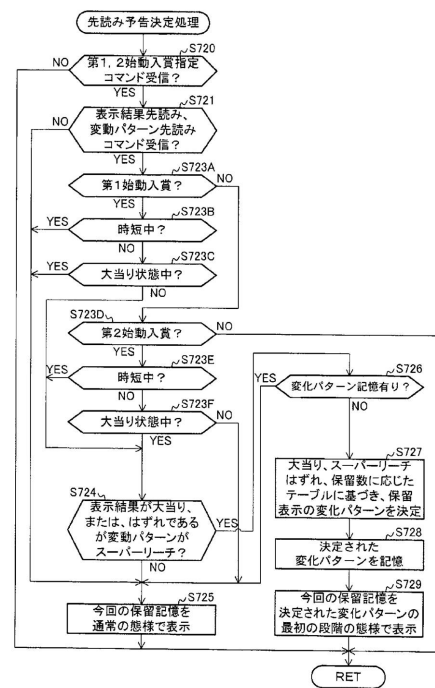 先読み予告決定処理
S720
NO
第1,2始動入賞指定
コマンド受信?
YES
S721
NO
表示結果先読み、
変動パターン先読み
コマンド受信?
YES
S723A
第1始動入賞?
NO
YES
S723B
YES
時短中?
NO
S723C
YES
大当り状態中?
NO
S723D
第2始動入賞?
NO
YES
S723E
YES
時短中?
NO
S723F
大当り状態中?
NO
YES
S726
YES
変化パターン記憶有り?
NO
S724
表示結果が大当り、
または、はずれである
が変動パターンが
スーパーリーチ?
YES
NO
S727
大当り、スーパーリーチ
はずれ、保留数に応じた
テーブルに基づき、保留
表示の変化パターンを決定
S728
決定された
変化パターンを記憶
S725
今回の保留記憶を
通常の態様で表示
S729
今回の保留記憶を
決定された変化パターンの
最初の段階の態様で表示
RET